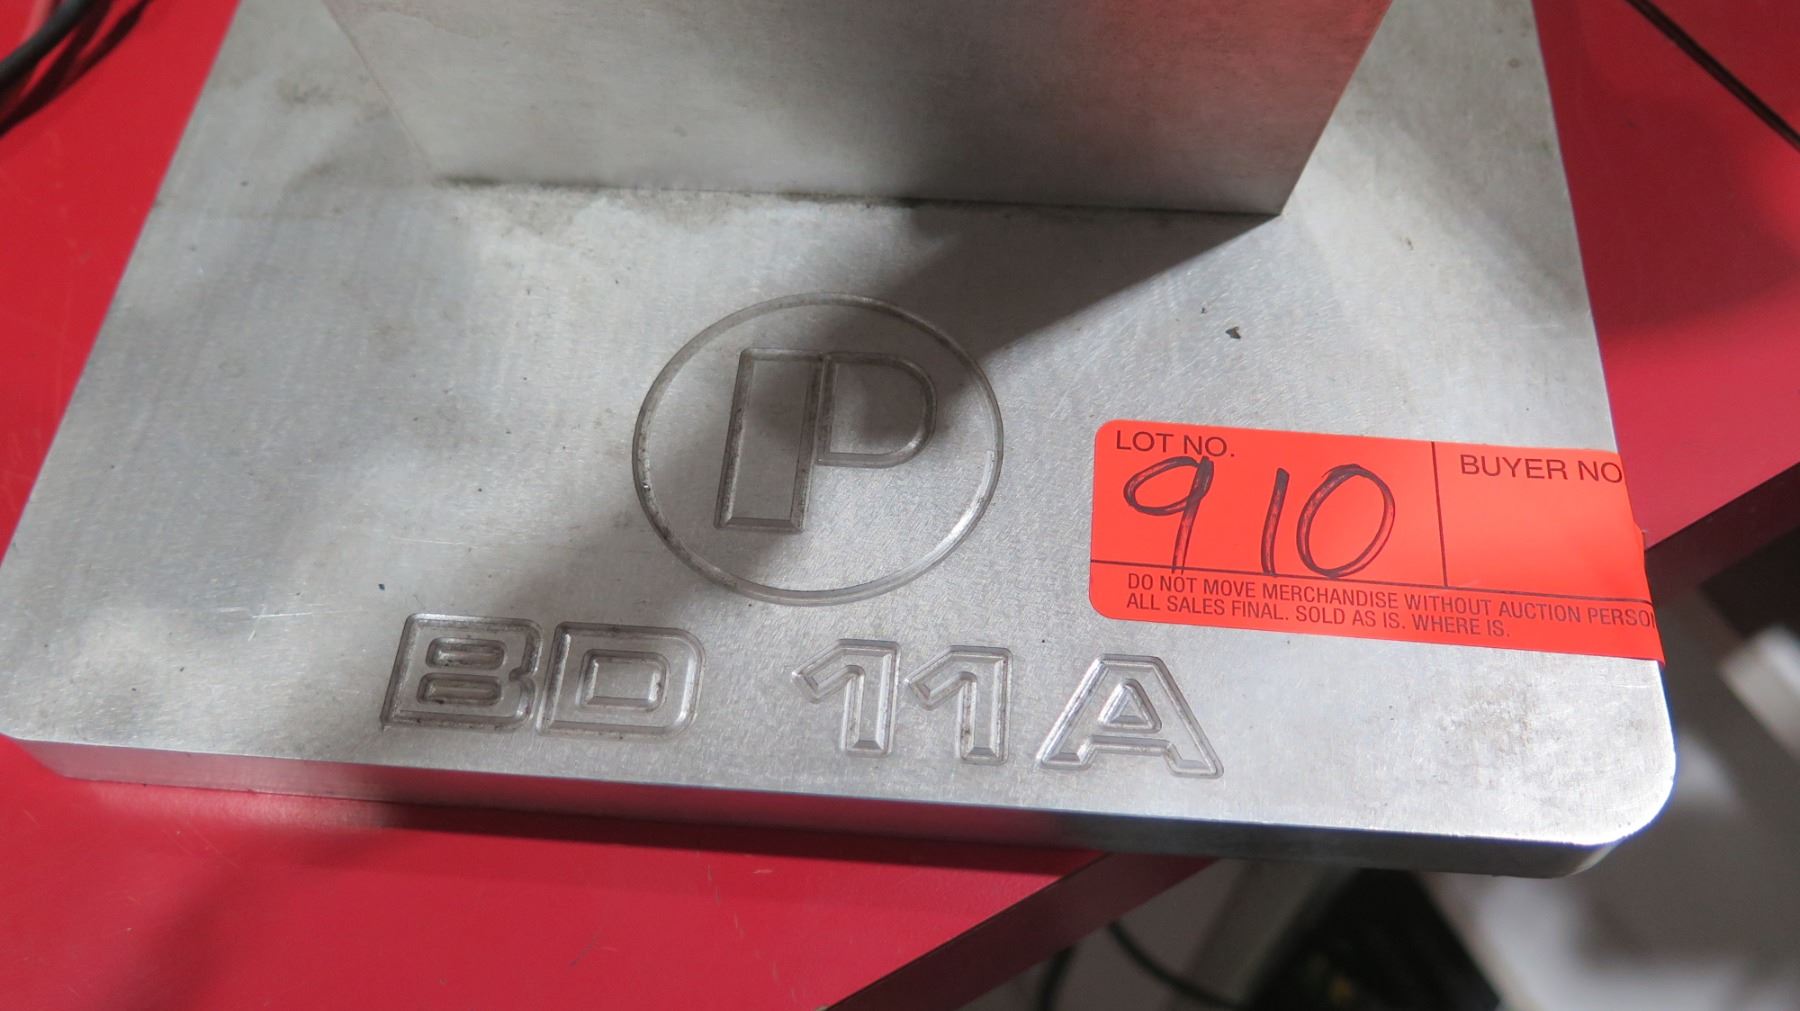 P
LOT NO.
BUYER NO
910
DO NOT MOVE MERCHANDISE WITHOUT AUCTION PERSO
ALL SALES FINAL. SOLD AS IS. WHERE IS.
BD 11A